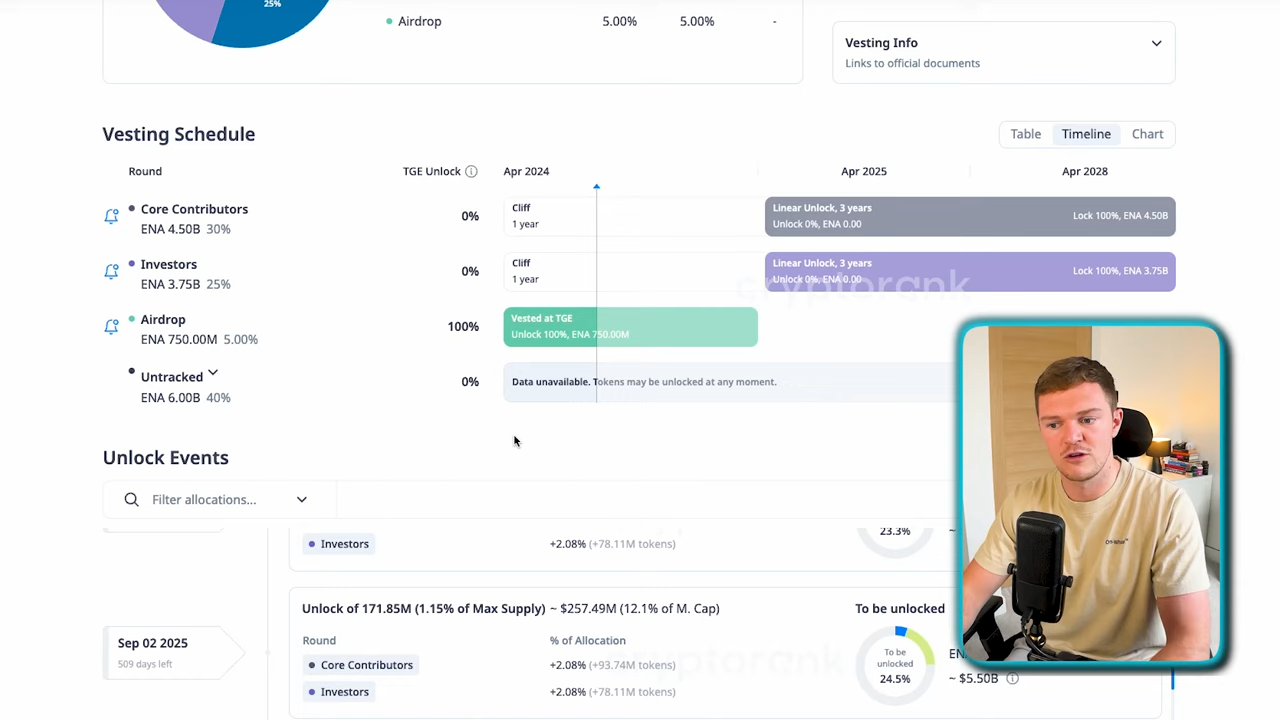 25%
Airdrop 5.00% 5.00% -
Vesting Info
Links to official documents
Vesting Schedule
Table Timeline Chart
Round TGE Unlock Apr 2024 Apr 2025 Apr 2028
Core Contributors
ENA 4.50B 30%
0%
Cliff
1 year
Linear Unlock, 3 years
Unlock 0%, ENA 0.00
Lock 100%, ENA 4.50B
Investors
ENA 3.75B 25%
0%
Cliff
1 year
Linear Unlock, 3 years
Unlock 0%, ENA 0.00
Lock 100%, ENA 3.75B
cryptorank
Airdrop
ENA 750.00M 5.00%
100%
Vested at TGE
Unlock 100%, ENA 750.00M
Untracked
ENA 6.00B 40%
0%
Data unavailable. Tokens may be unlocked at any moment.
Unlock Events
Filter allocations...
Investors +2.08% (+78.11M tokens)
23.3%
Sep 02 2025
509 days left
Unlock of 171.85M (1.15% of Max Supply) ~ $257.49M (12.1% of M. Cap)
Round % of Allocation
Core Contributors +2.08% (+93.74M tokens)
Investors +2.08% (+78.11M tokens)
To be unlocked
To be
unlocked
24.5%
~ $5.50B
cryptorank